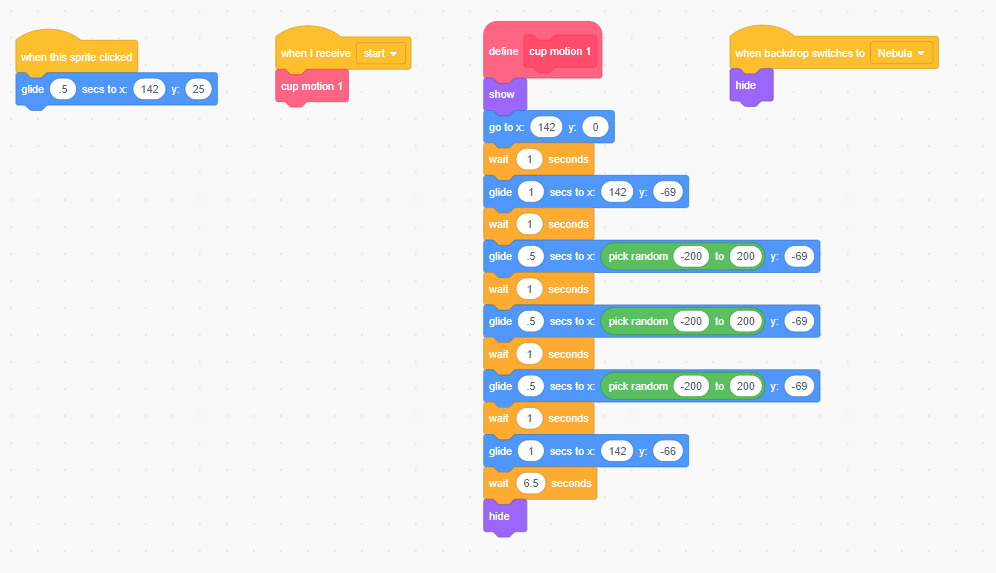 when this sprite clicked
glide .5 secs to x: 142 y: 25
when I receive start
cup motion 1
define cup motion 1
show
go to x: 142 y: 0
wait 1 seconds
glide 1 secs to x: 142 y: -69
wait 1 seconds
glide .5 secs to x: pick random -200 to 200 y: -69
wait 1 seconds
glide .5 secs to x: pick random -200 to 200 y: -69
wait 1 seconds
glide .5 secs to x: pick random -200 to 200 y: -69
wait 1 seconds
glide 1 secs to x: 142 y: -66
wait 6.5 seconds
hide
when backdrop switches to Nebula
hide